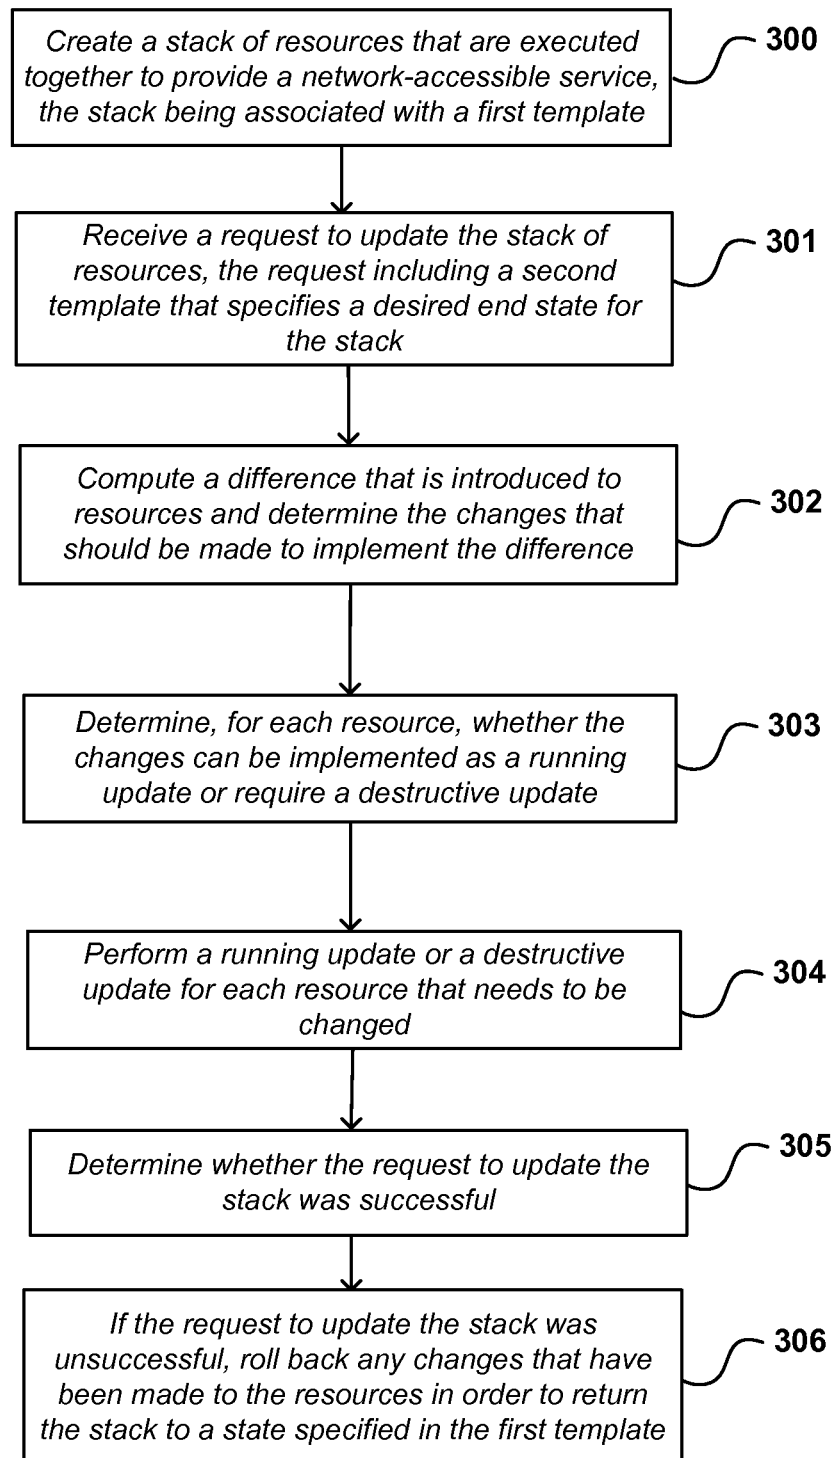 Create a stack of resources that are executed
together to provide a network-accessible service,
the stack being associated with a first template
300
Receive a request to update the stack of
resources, the request including a second
template that specifies a desired end state for
the stack
301
Compute a difference that is introduced to
resources and determine the changes that
should be made to implement the difference
302
Determine, for each resource, whether the
changes can be implemented as a running
update or require a destructive update
303
Perform a running update or a destructive
update for each resource that needs to be
changed
304
Determine whether the request to update the
stack was successful
305
If the request to update the stack was
unsuccessful, roll back any changes that have
been made to the resources in order to return
the stack to a state specified in the first template
306